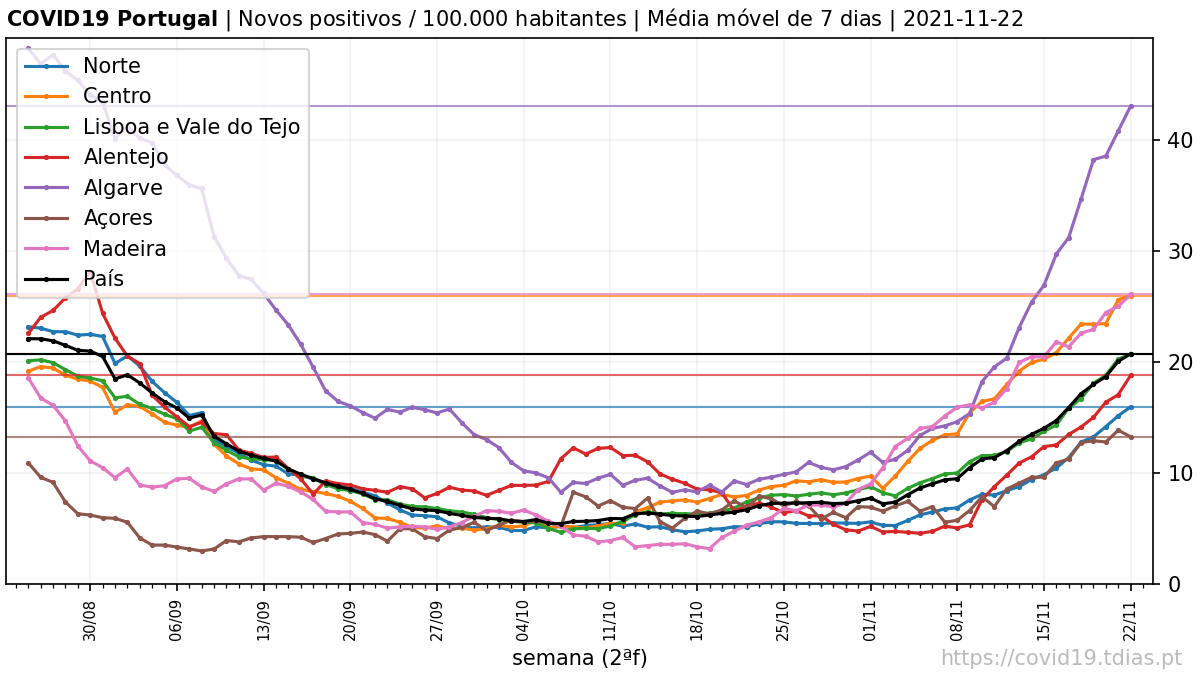 COVID19 Portugal | Novos positivos / 100.000 habitantes | Média móvel de 7 dias | 2021-11-22
Norte
Centro
Lisboa e Vale do Tejo
Alentejo
Algarve
Açores
Madeira
País
40
30
20
10
0
30/08
06/09
13/09
20/09
27/09
04/10
11/10
18/10
25/10
01/11
08/11
15/11
22/11
semana (2ªf)
https://covid19.tdias.pt